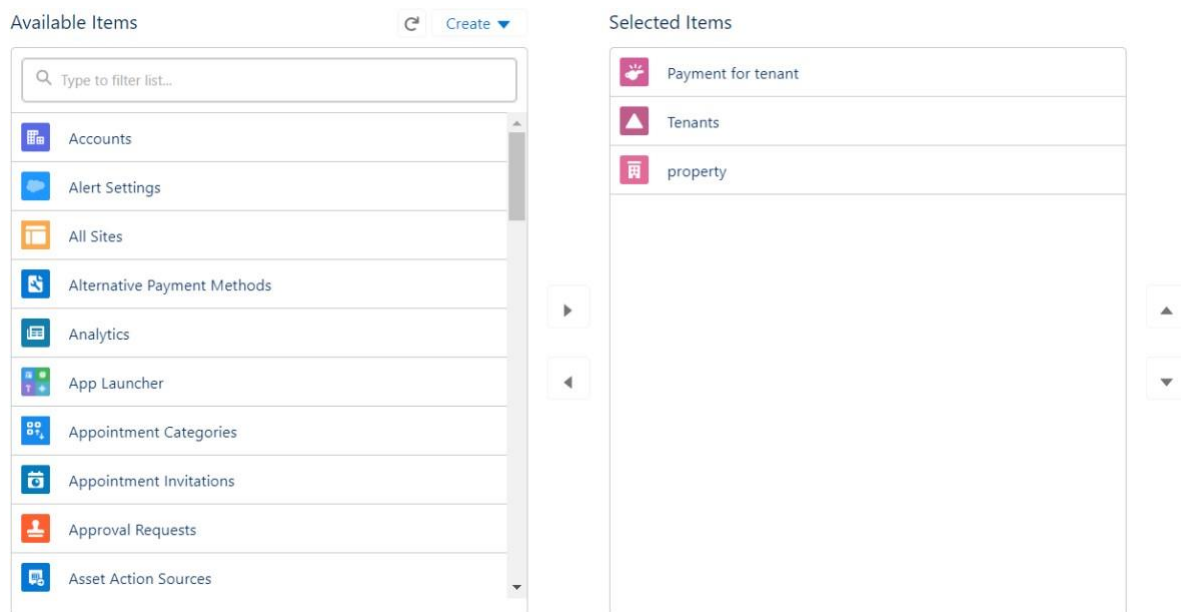 Available Items
Create
Type to filter list...
Accounts
Alert Settings
All Sites
Alternative Payment Methods
Analytics
App Launcher
Appointment Categories
Appointment Invitations
Approval Requests
Asset Action Sources
Selected Items
Payment for tenant
Tenants
property